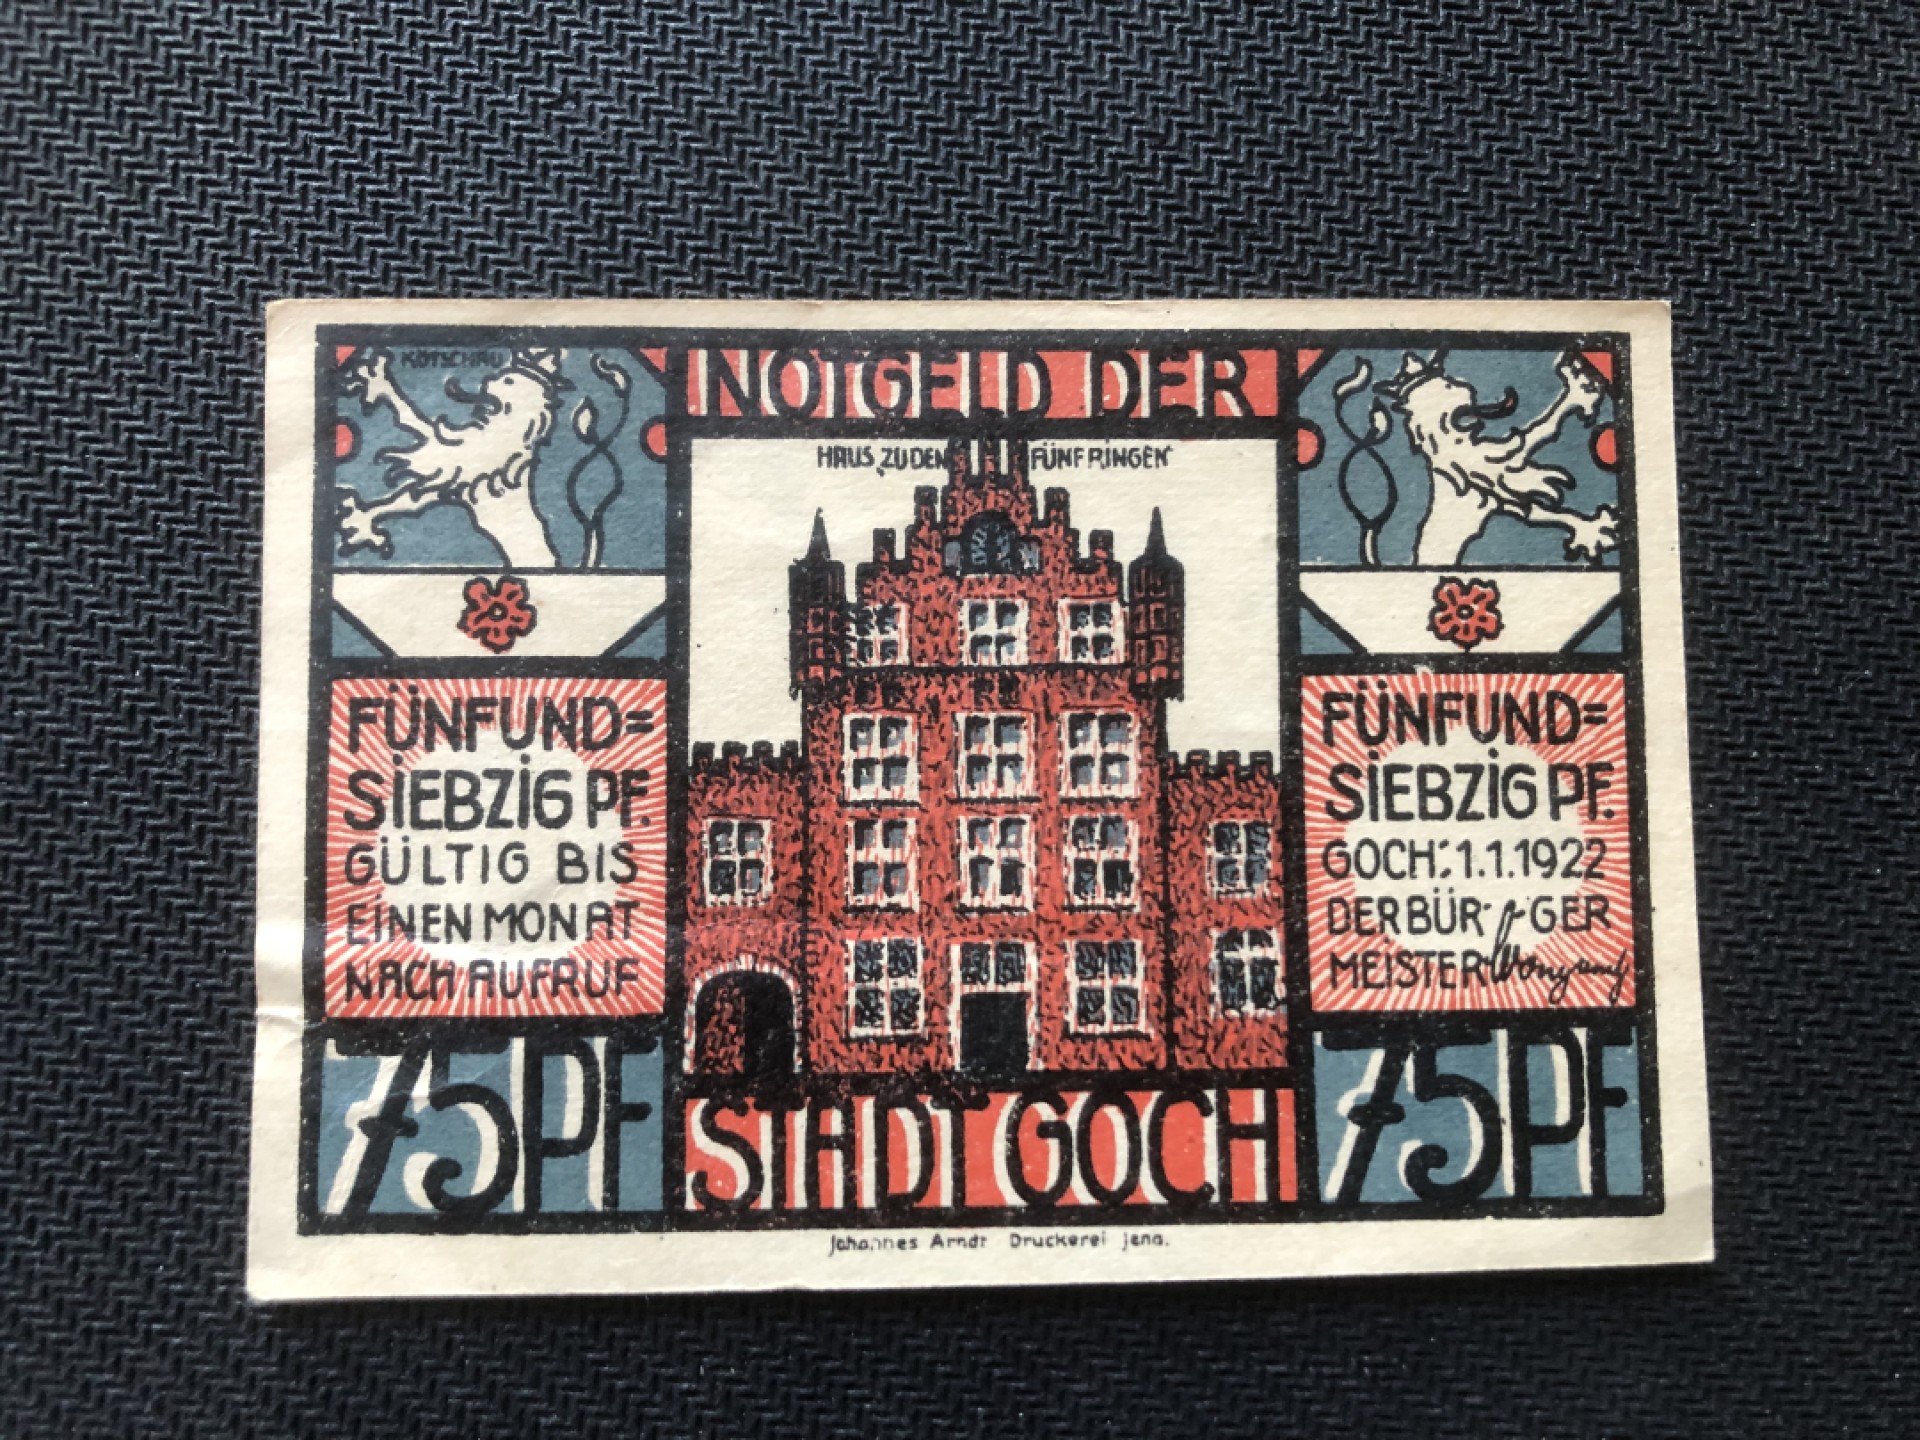 KÖTSCHAU
NOTGELD DER
HAUS „ZU DEN FÜNF RINGEN"
FÜNFUND=
SIEBZIG PF.
GÜLTIG BIS
EINEN MONAT
NACH AUFRUF
75 PF
FÜNFUND=
SIEBZIG PF.
GOCH, 1.1.1922
DER BÜR-GER
MEISTER
75 PF
STADT GOCH
Johannes Arndt Druckerei Jena.